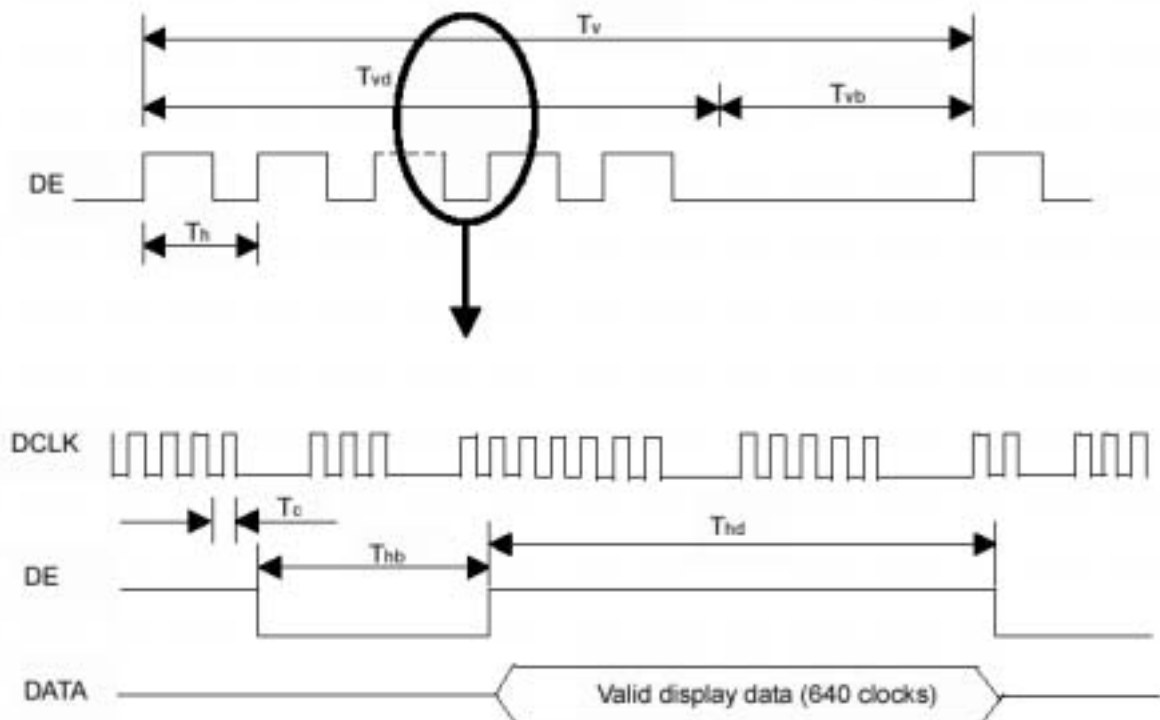 Tv
Tvd
Tvb
DE
Th
DCLK
Tc
Thd
Thb
DE
DATA
Valid display data (640 clocks)